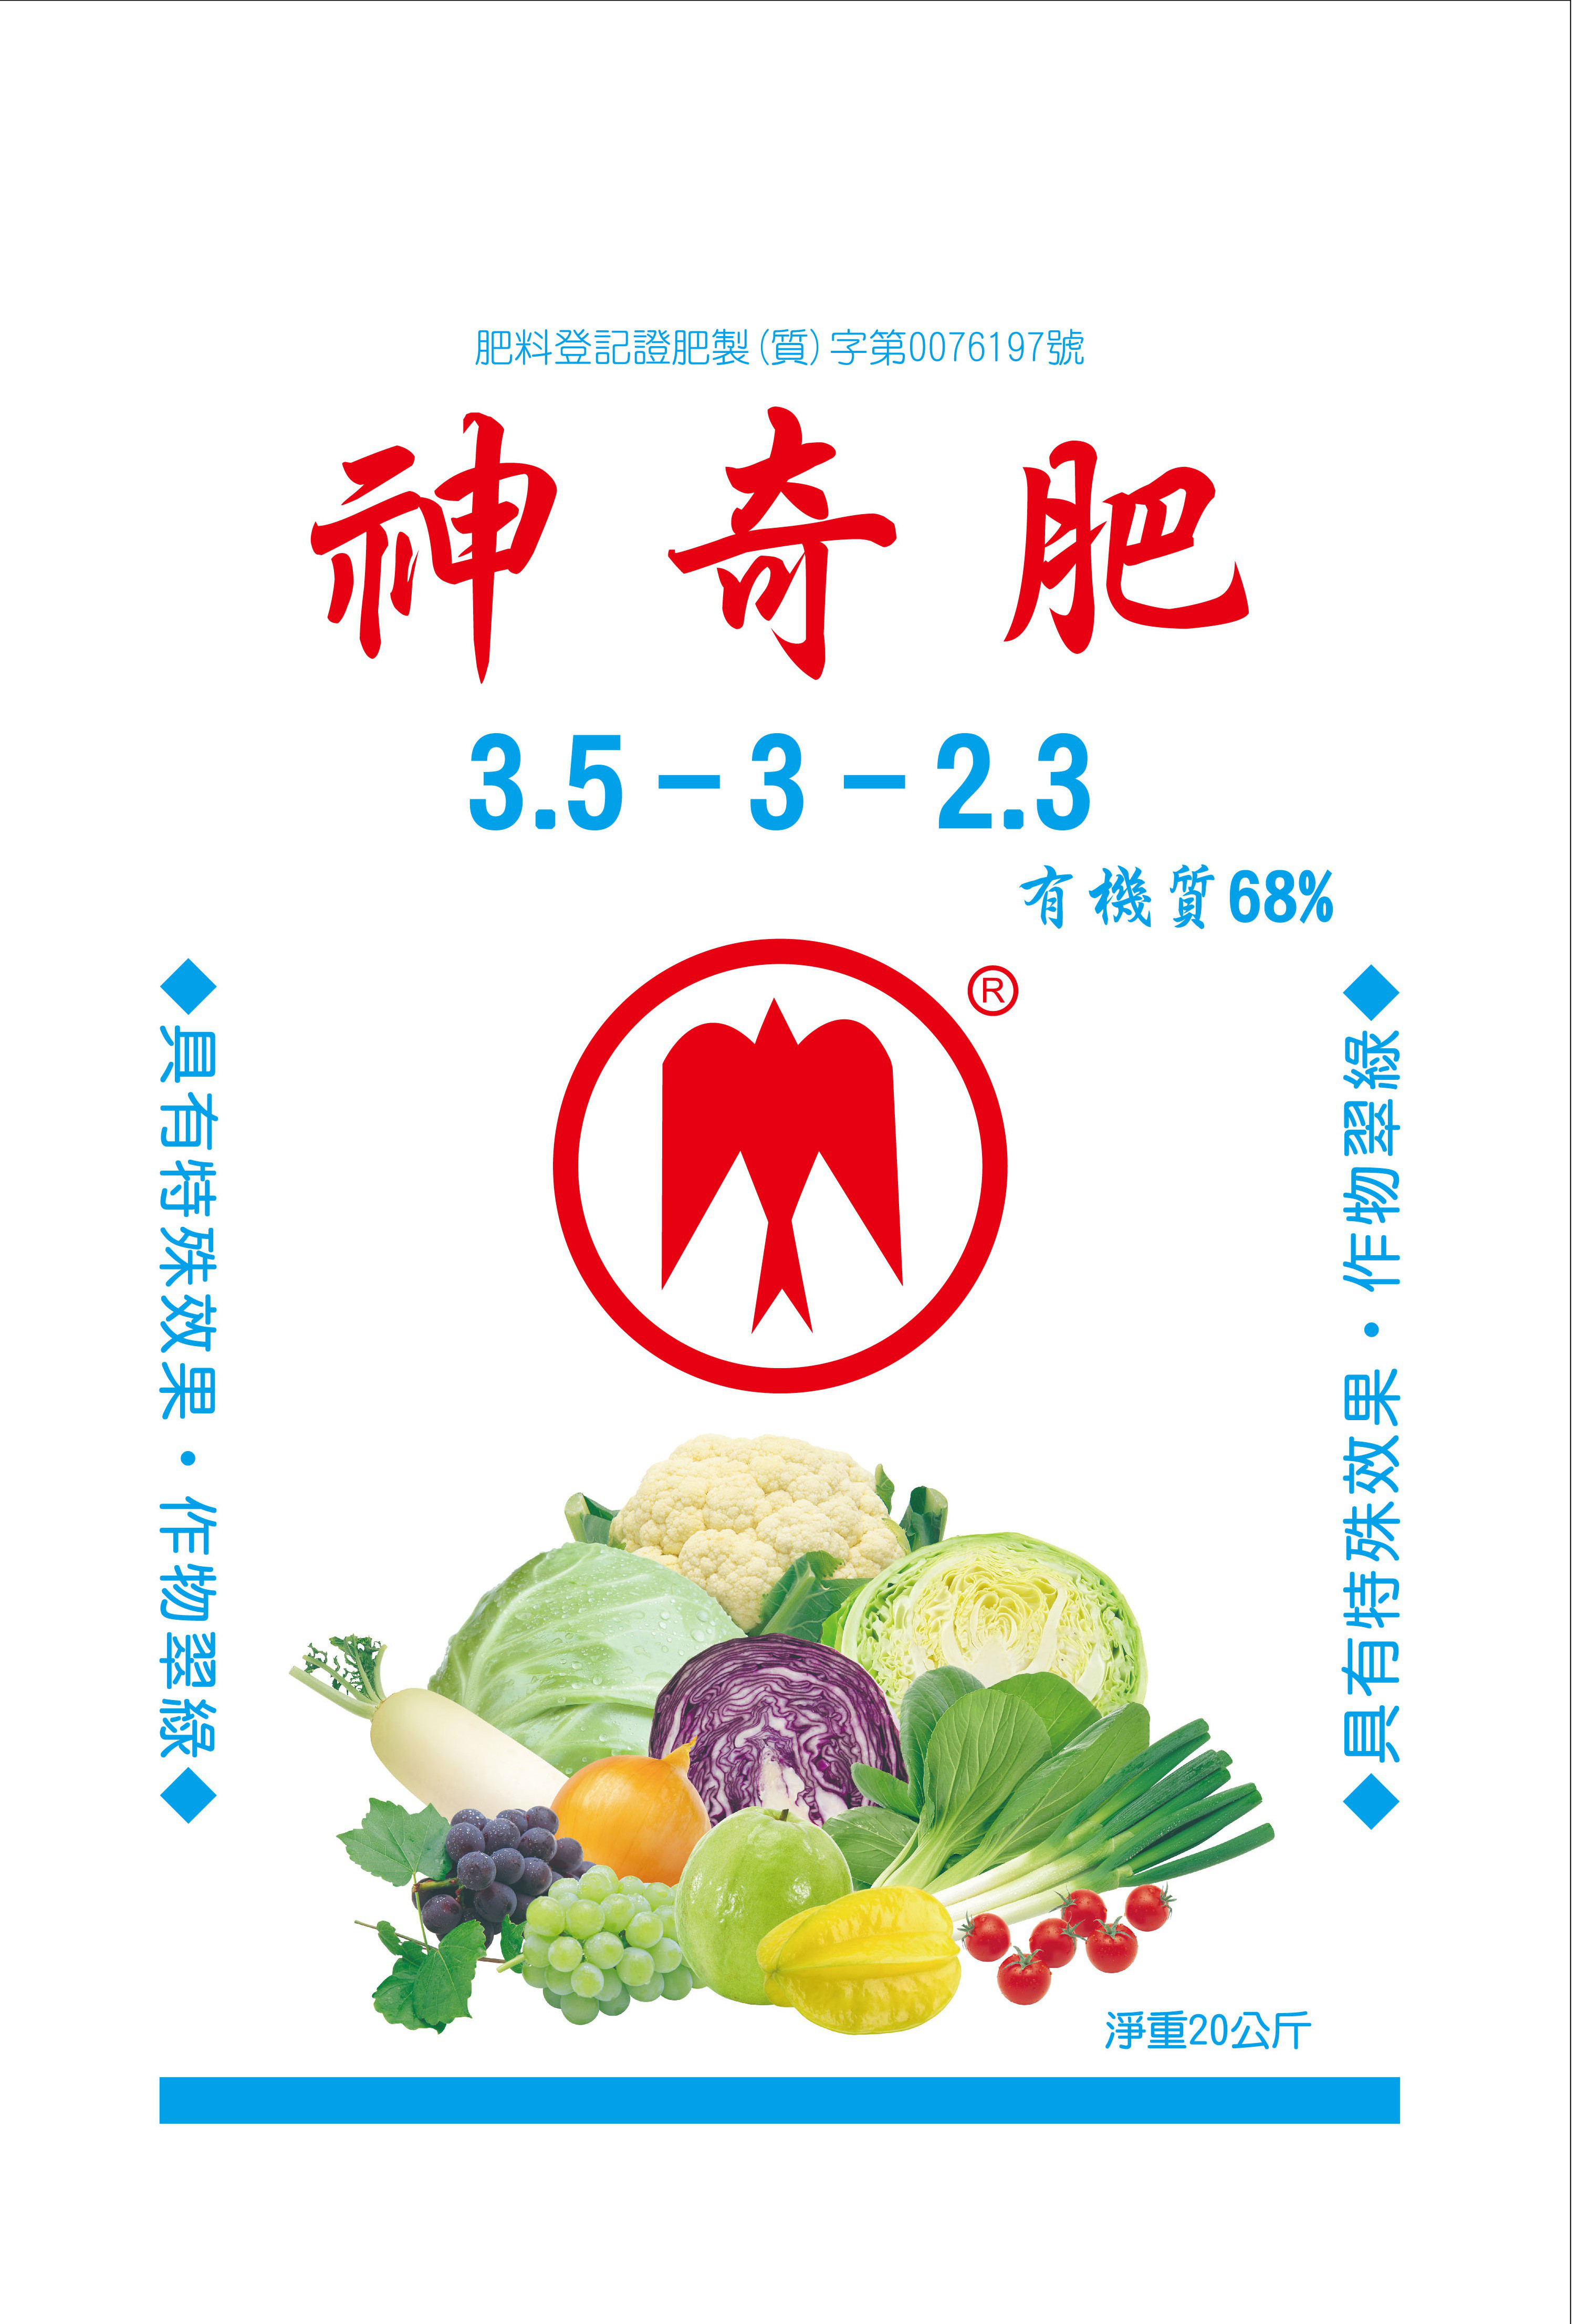 肥料登記證肥製(質)字第0076197號
神奇肥
3.5－3－2.3
有機質68%
®
◆具有特殊效果・作物翠綠◆
◆具有特殊效果・作物翠綠◆
淨重20公斤